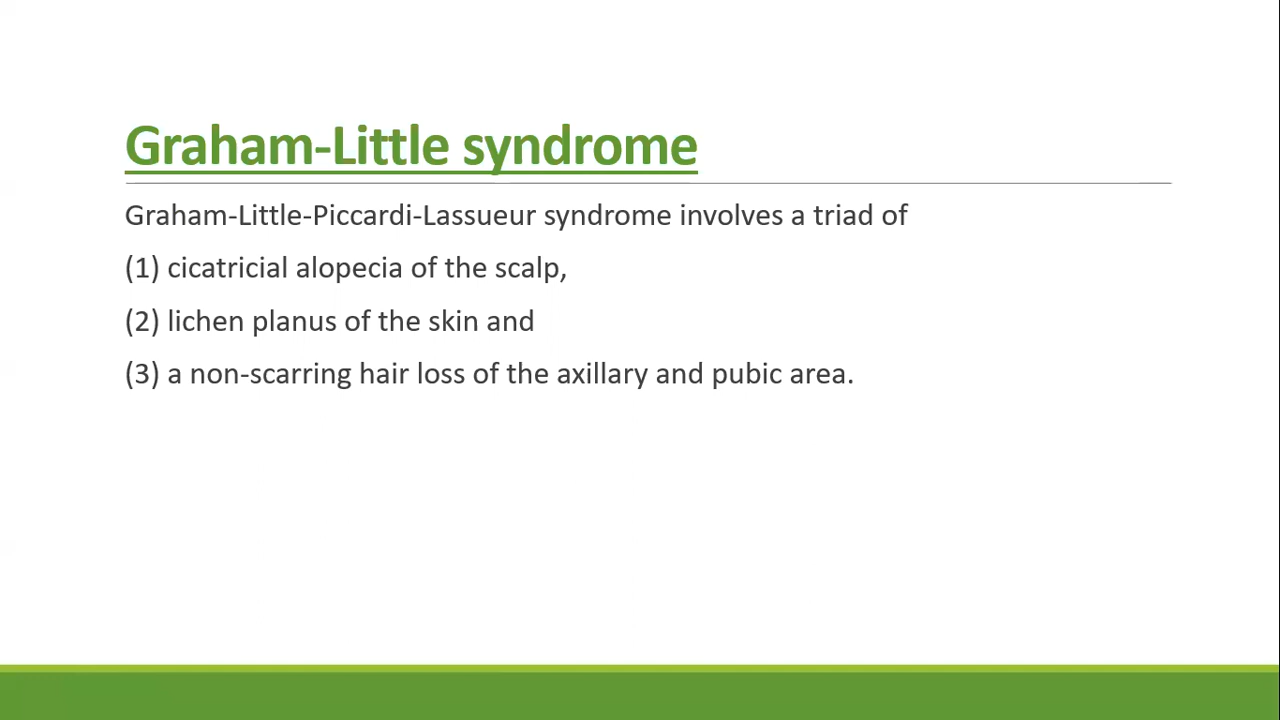 Graham-Little syndrome
Graham-Little-Piccardi-Lassueur syndrome involves a triad of
(1) cicatricial alopecia of the scalp,
(2) lichen planus of the skin and
(3) a non-scarring hair loss of the axillary and pubic area.